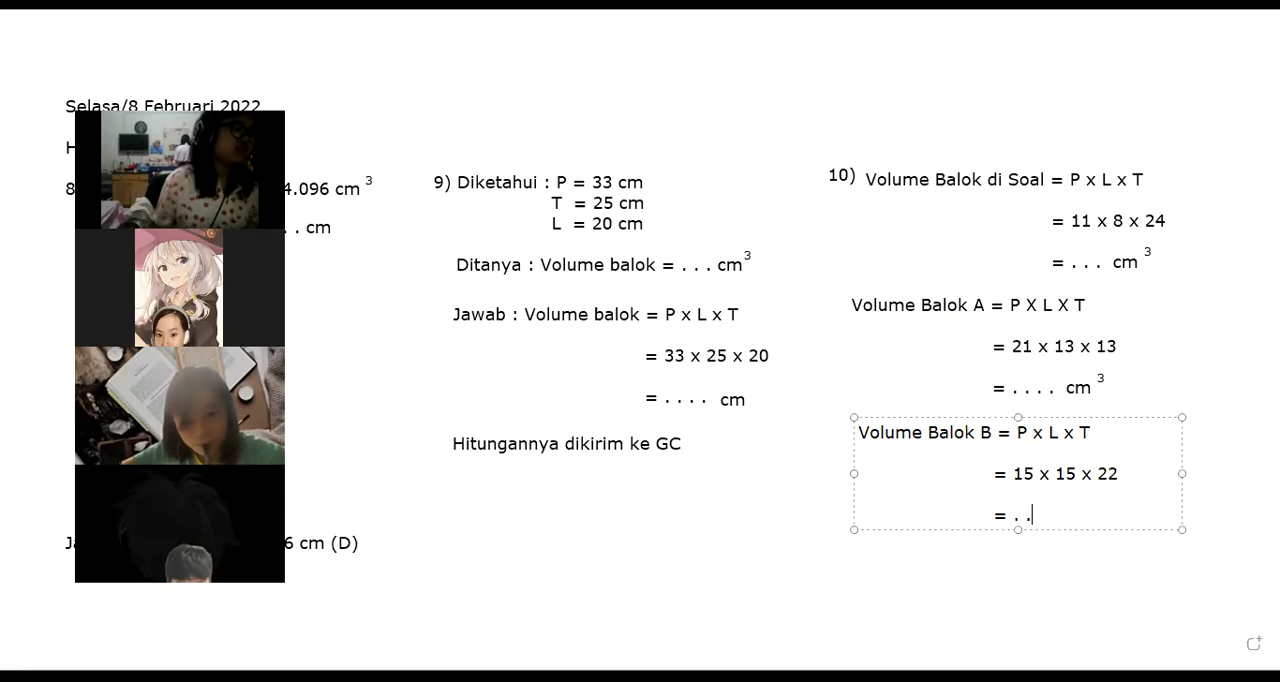 Selasa/8 Februari 2022
H
8
4.096 cm 3
. . cm
6 cm (D)
9) Diketahui : P = 33 cm
T = 25 cm
L = 20 cm
Ditanya : Volume balok = . . . cm 3
Jawab : Volume balok = P x L x T
= 33 x 25 x 20
= . . . . cm
Hitungannya dikirim ke GC
10) Volume Balok di Soal = P x L x T
= 11 x 8 x 24
= . . . cm 3
Volume Balok A = P X L X T
= 21 x 13 x 13
= . . . . cm 3
Volume Balok B = P x L x T
= 15 x 15 x 22
= . .